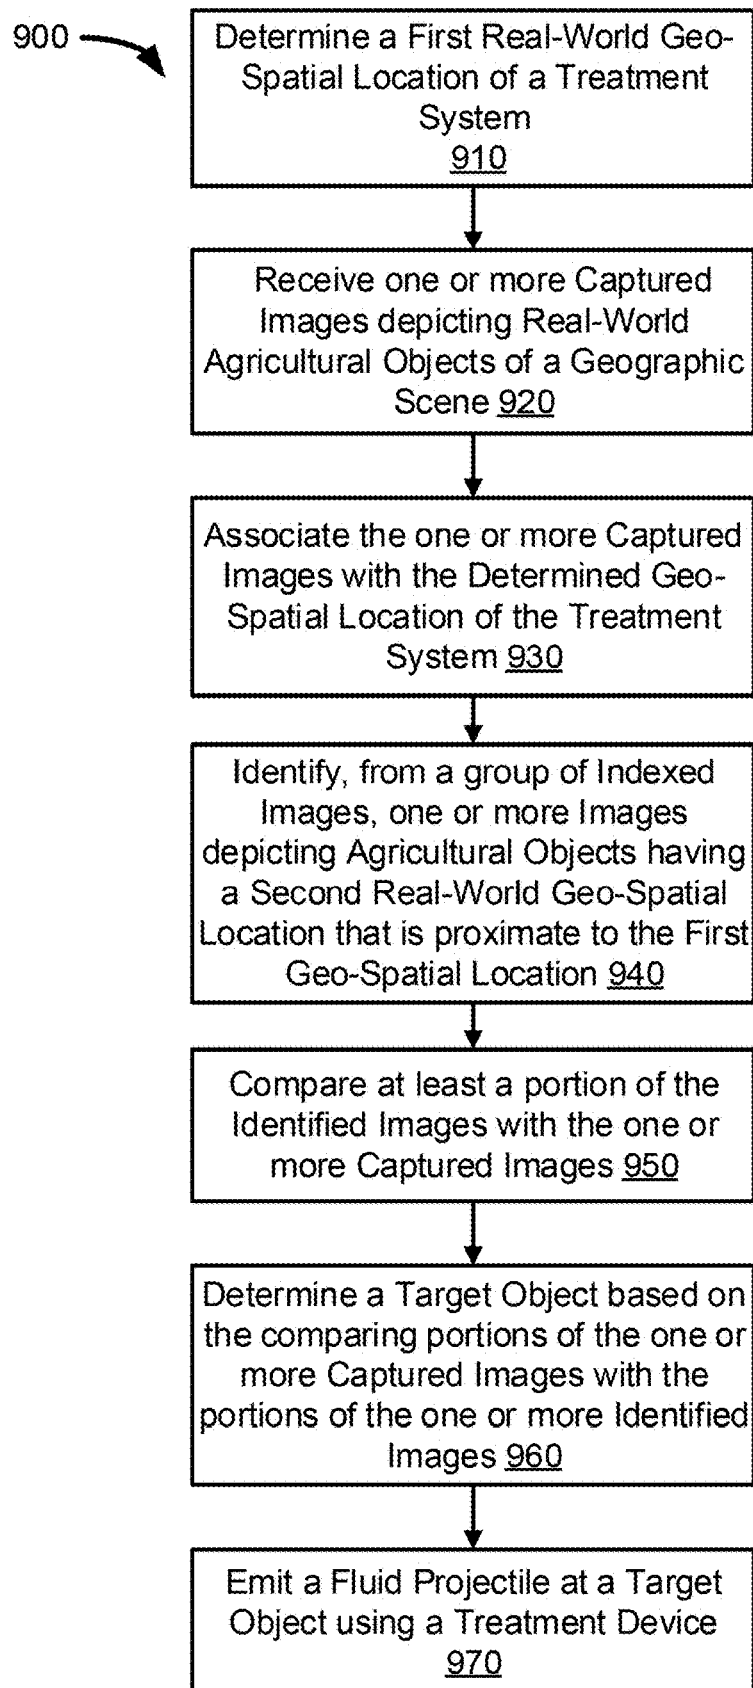 900
Determine a First Real-World Geo-
Spatial Location of a Treatment
System
910
Receive one or more Captured
Images depicting Real-World
Agricultural Objects of a Geographic
Scene 920
Associate the one or more Captured
Images with the Determined Geo-
Spatial Location of the Treatment
System 930
Identify, from a group of Indexed
Images, one or more Images
depicting Agricultural Objects having
a Second Real-World Geo-Spatial
Location that is proximate to the First
Geo-Spatial Location 940
Compare at least a portion of the
Identified Images with the one or
more Captured Images 950
Determine a Target Object based on
the comparing portions of the one or
more Captured Images with the
portions of the one or more Identified
Images 960
Emit a Fluid Projectile at a Target
Object using a Treatment Device
970